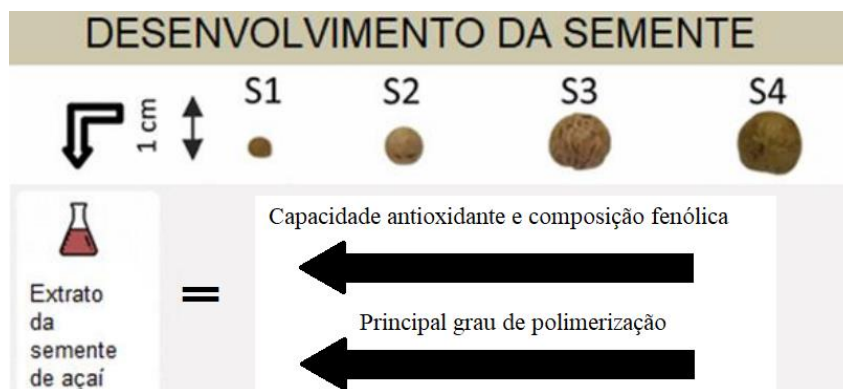 DESENVOLVIMENTO DA SEMENTE
1 cm
S1 S2 S3 S4
Capacidade antioxidante e composição fenólica
Principal grau de polimerização
Extrato
da
semente
de açaí